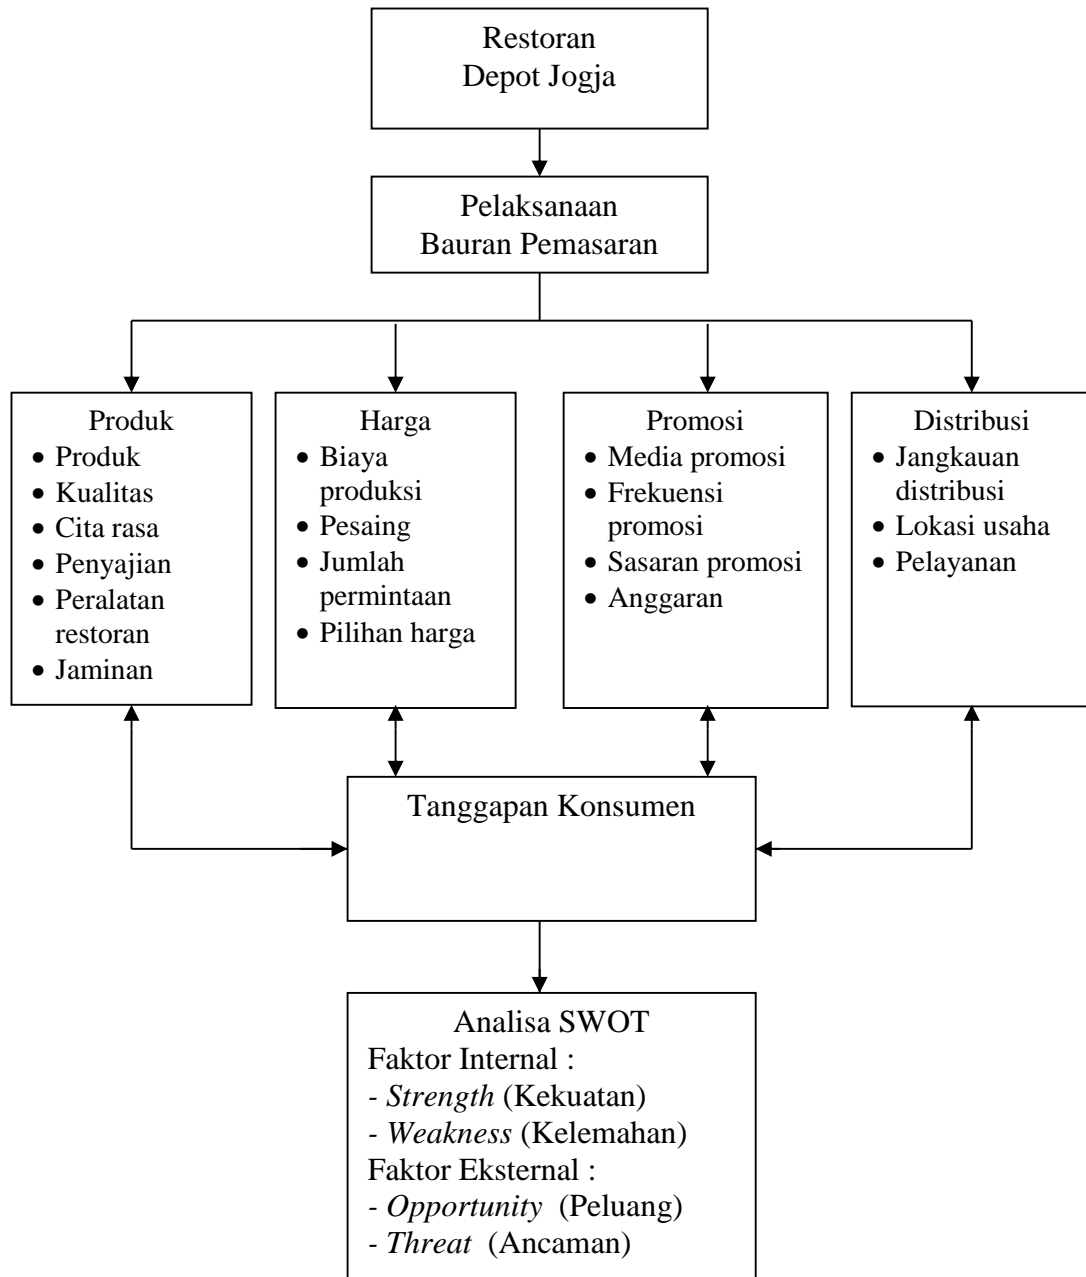 Restoran
Depot Jogja
Pelaksanaan
Bauran Pemasaran
Produk
• Produk
• Kualitas
• Cita rasa
• Penyajian
• Peralatan
restoran
• Jaminan
Harga
• Biaya
produksi
• Pesaing
• Jumlah
permintaan
• Pilihan harga
Promosi
• Media promosi
• Frekuensi
promosi
• Sasaran promosi
• Anggaran
Distribusi
• Jangkauan
distribusi
• Lokasi usaha
• Pelayanan
Tanggapan Konsumen
Analisa SWOT
Faktor Internal :
- Strength (Kekuatan)
- Weakness (Kelemahan)
Faktor Eksternal :
- Opportunity (Peluang)
- Threat (Ancaman)